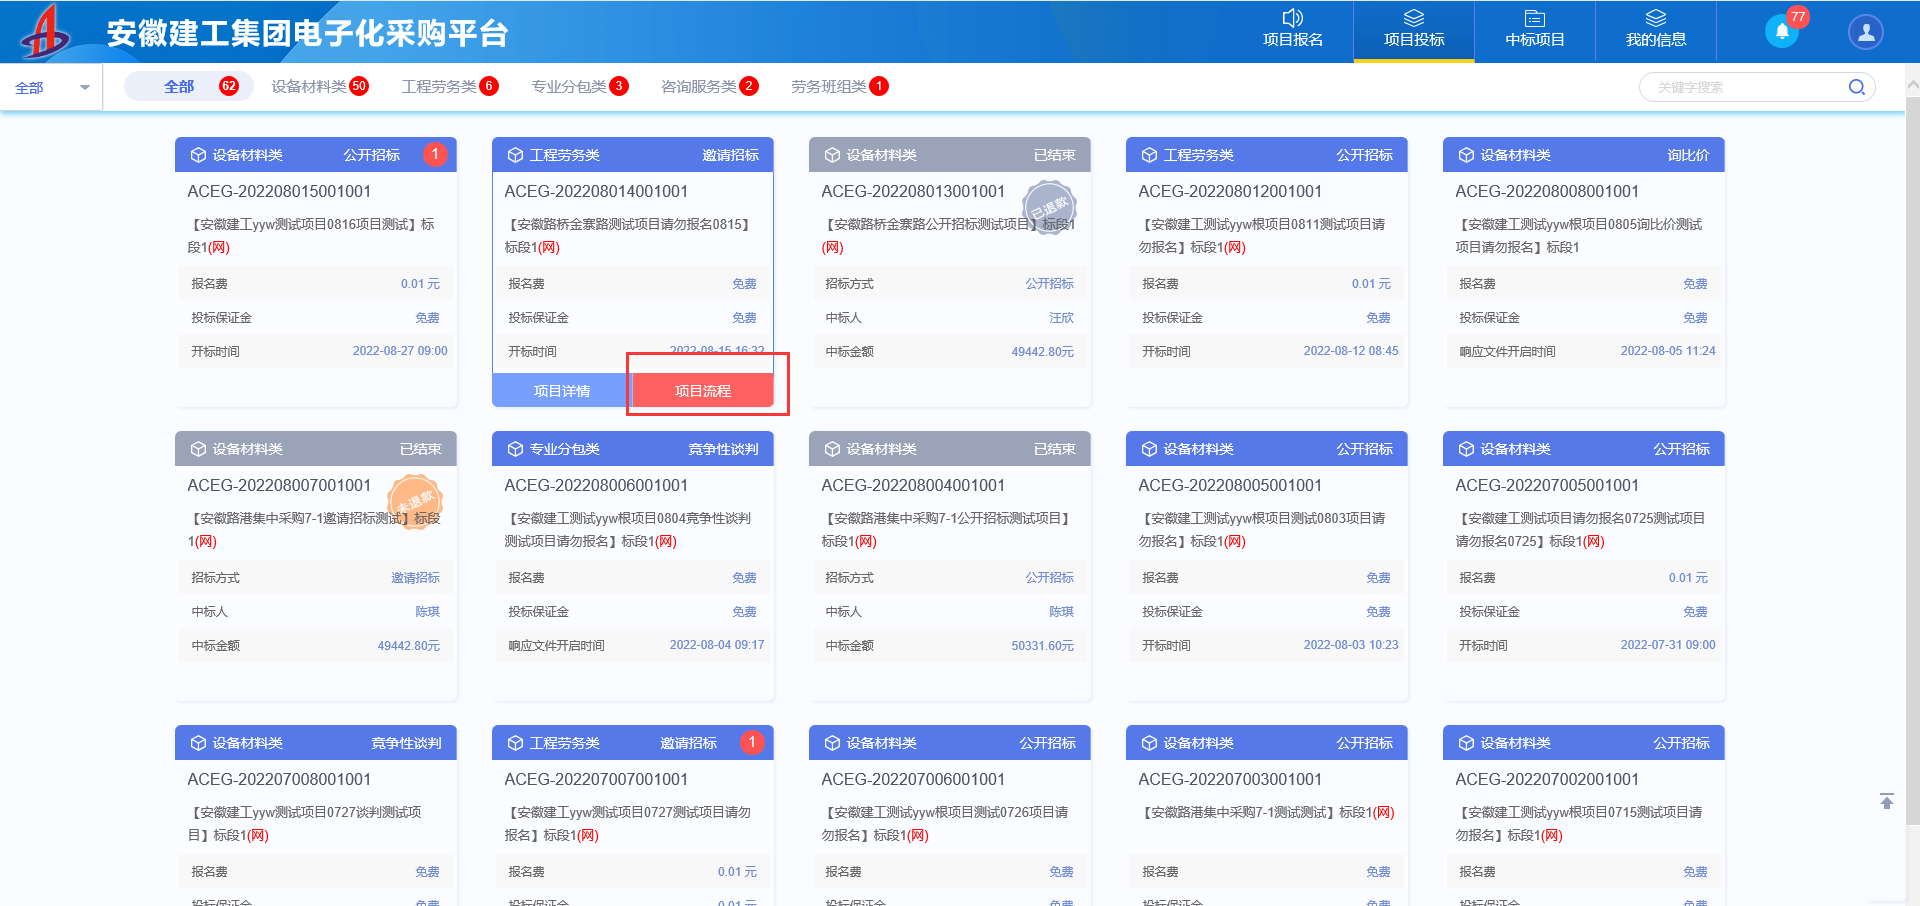 安徽建工集团电子化采购平台
项目报名
项目投标
中标项目
我的信息
77
全部
全部 62
设备材料类 50
工程劳务类 6
专业分包类 3
咨询服务类 2
劳务班组类 1
关键字搜索
设备材料类 公开招标 1
ACEG-202208015001001
【安徽建工yyw测试项目0816项目测试】标
段1(网)
报名费 0.01 元
投标保证金 免费
开标时间 2022-08-27 09:00
工程劳务类 邀请招标
ACEG-202208014001001
【安徽路桥金寨路测试项目请勿报名0815】
标段1(网)
报名费 免费
投标保证金 免费
开标时间 2022-08-15 16:32
项目详情 项目流程
设备材料类 已结束
ACEG-202208013001001
已退款
【安徽路桥金寨路公开招标测试项目】标段1
(网)
招标方式 公开招标
中标人 汪欣
中标金额 49442.80元
工程劳务类 公开招标
ACEG-202208012001001
【安徽建工测试yyw根项目0811测试项目请
勿报名】标段1(网)
报名费 0.01 元
投标保证金 免费
开标时间 2022-08-12 08:45
设备材料类 询比价
ACEG-202208008001001
【安徽建工测试yyw根项目0805询比价测试
项目请勿报名】标段1
报名费 免费
投标保证金 免费
响应文件开启时间 2022-08-05 11:24
设备材料类 已结束
ACEG-202208007001001
未退款
【安徽路港集中采购7-1邀请招标测试】标段
1(网)
招标方式 邀请招标
中标人 陈琪
中标金额 49442.80元
专业分包类 竞争性谈判
ACEG-202208006001001
【安徽建工测试yyw根项目0804竞争性谈判
测试项目请勿报名】标段1(网)
报名费 免费
投标保证金 免费
响应文件开启时间 2022-08-04 09:17
设备材料类 已结束
ACEG-202208004001001
【安徽路港集中采购7-1公开招标测试项目】
标段1(网)
招标方式 公开招标
中标人 陈琪
中标金额 50331.60元
设备材料类 公开招标
ACEG-202208005001001
【安徽建工测试yyw根项目测试0803项目请
勿报名】标段1(网)
报名费 免费
投标保证金 免费
开标时间 2022-08-03 10:23
设备材料类 公开招标
ACEG-202207005001001
【安徽建工测试项目请勿报名0725测试项目
请勿报名0725】标段1(网)
报名费 0.01 元
投标保证金 免费
开标时间 2022-07-31 09:00
设备材料类 竞争性谈判
ACEG-202207008001001
【安徽建工yyw测试项目0727谈判测试项
目】标段1(网)
报名费 免费
投标保证金 免费
工程劳务类 邀请招标 1
ACEG-202207007001001
【安徽建工yyw测试项目0727测试项目请勿
报名】标段1(网)
报名费 0.01 元
投标保证金 0.01 元
设备材料类 公开招标
ACEG-202207006001001
【安徽建工测试yyw根项目测试0726项目请
勿报名】标段1(网)
报名费 免费
投标保证金 免费
设备材料类 公开招标
ACEG-202207003001001
【安徽路港集中采购7-1测试测试】标段1(网)
报名费 免费
投标保证金 免费
设备材料类 公开招标
ACEG-202207002001001
【安徽建工测试yyw根项目0715测试项目请
勿报名】标段1(网)
报名费 免费
投标保证金 免费